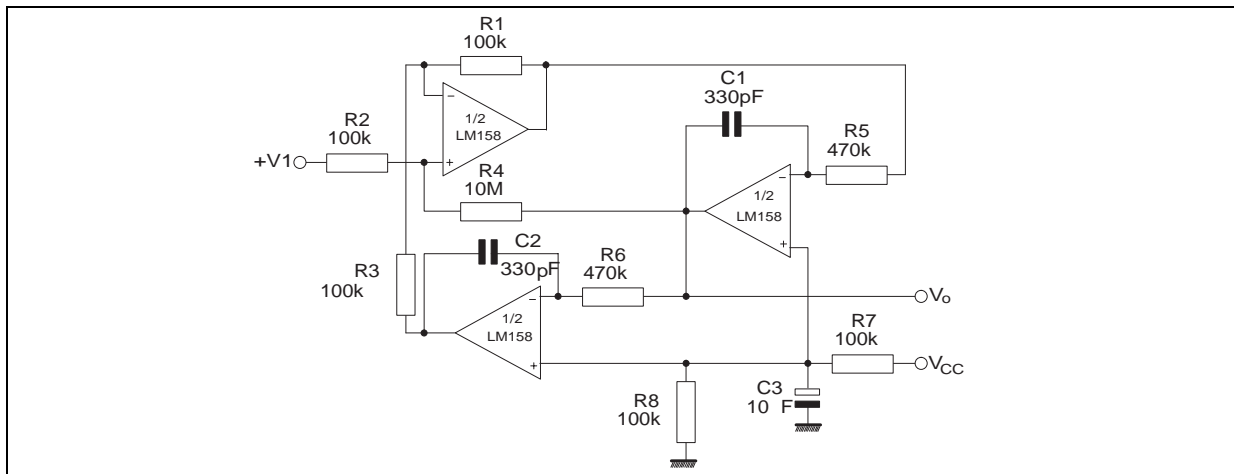 R1
100k
C1
330pF
R2
100k
−
1/2
LM158
+
R5
470k
+V1
R4
10M
−
1/2
LM158
+
C2
330pF
R6
470k
R3
100k
−
1/2
LM158
+
Vo
R7
100k
VCC
C3
10 F
R8
100k